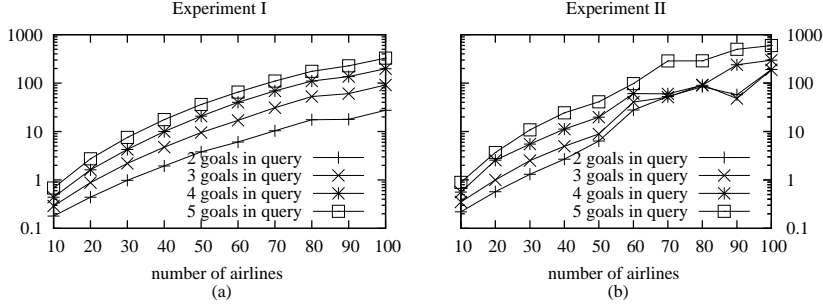 Experiment I
1000
100
10
1
0.1
2 goals in query
3 goals in query
4 goals in query
5 goals in query
10 20 30 40 50 60 70 80 90 100
number of airlines
(a)
Experiment II
1000
100
10
1
0.1
2 goals in query
3 goals in query
4 goals in query
5 goals in query
10 20 30 40 50 60 70 80 90 100
number of airlines
(b)